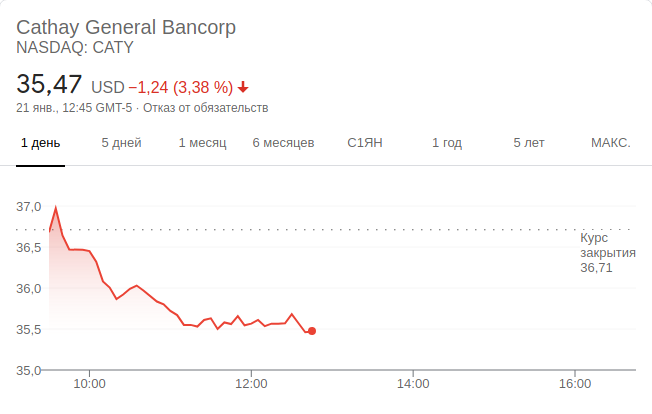 Cathay General Bancorp
NASDAQ: CATY
35,47 USD −1,24 (3,38 %)
21 янв., 12:45 GMT-5 · Отказ от обязательств
1 день 5 дней 1 месяц 6 месяцев С1ЯН 1 год 5 лет МАКС.
37,0
Курс
закрытия
36,71
36,5
36,0
35,5
35,0
10:00 12:00 14:00 16:00